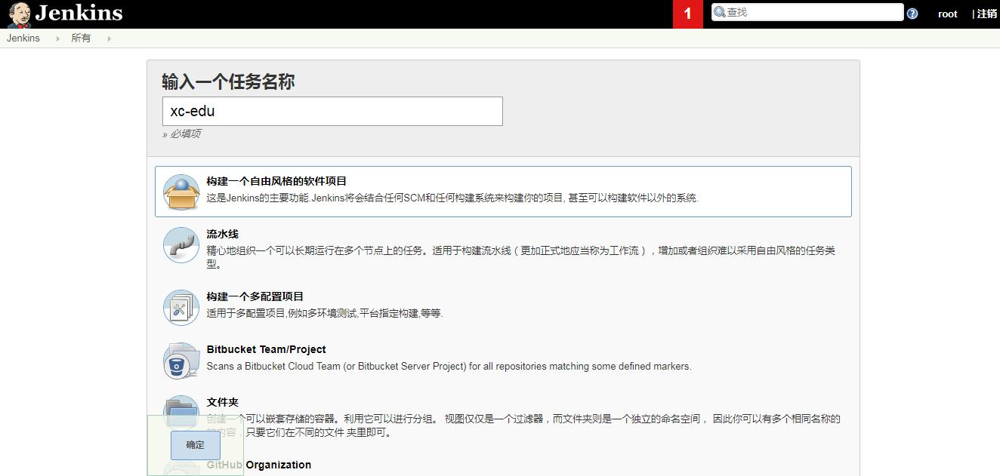 Jenkins
1
查找
root
| 注销
Jenkins
所有
输入一个任务名称
xc-edu
» 必填项
构建一个自由风格的软件项目
这是Jenkins的主要功能.Jenkins将会结合任何SCM和任何构建系统来构建你的项目, 甚至可以构建软件以外的系统.
流水线
精心地组织一个可以长期运行在多个节点上的任务。适用于构建流水线（更加正式地应当称为工作流），增加或者组织难以采用自由风格的任务类
型。
构建一个多配置项目
适用于多配置项目,例如多环境测试,平台指定构建,等等.
Bitbucket Team/Project
Scans a Bitbucket Cloud Team (or Bitbucket Server Project) for all repositories matching some defined markers.
文件夹
创建一个可以嵌套存储的容器。利用它可以进行分组。 视图仅仅是一个过滤器，而文件夹则是一个独立的命名空间， 因此你可以有多个相同名称的
的内容，只要它们在不同的文件 夹里即可。
确定
GitHub Organization